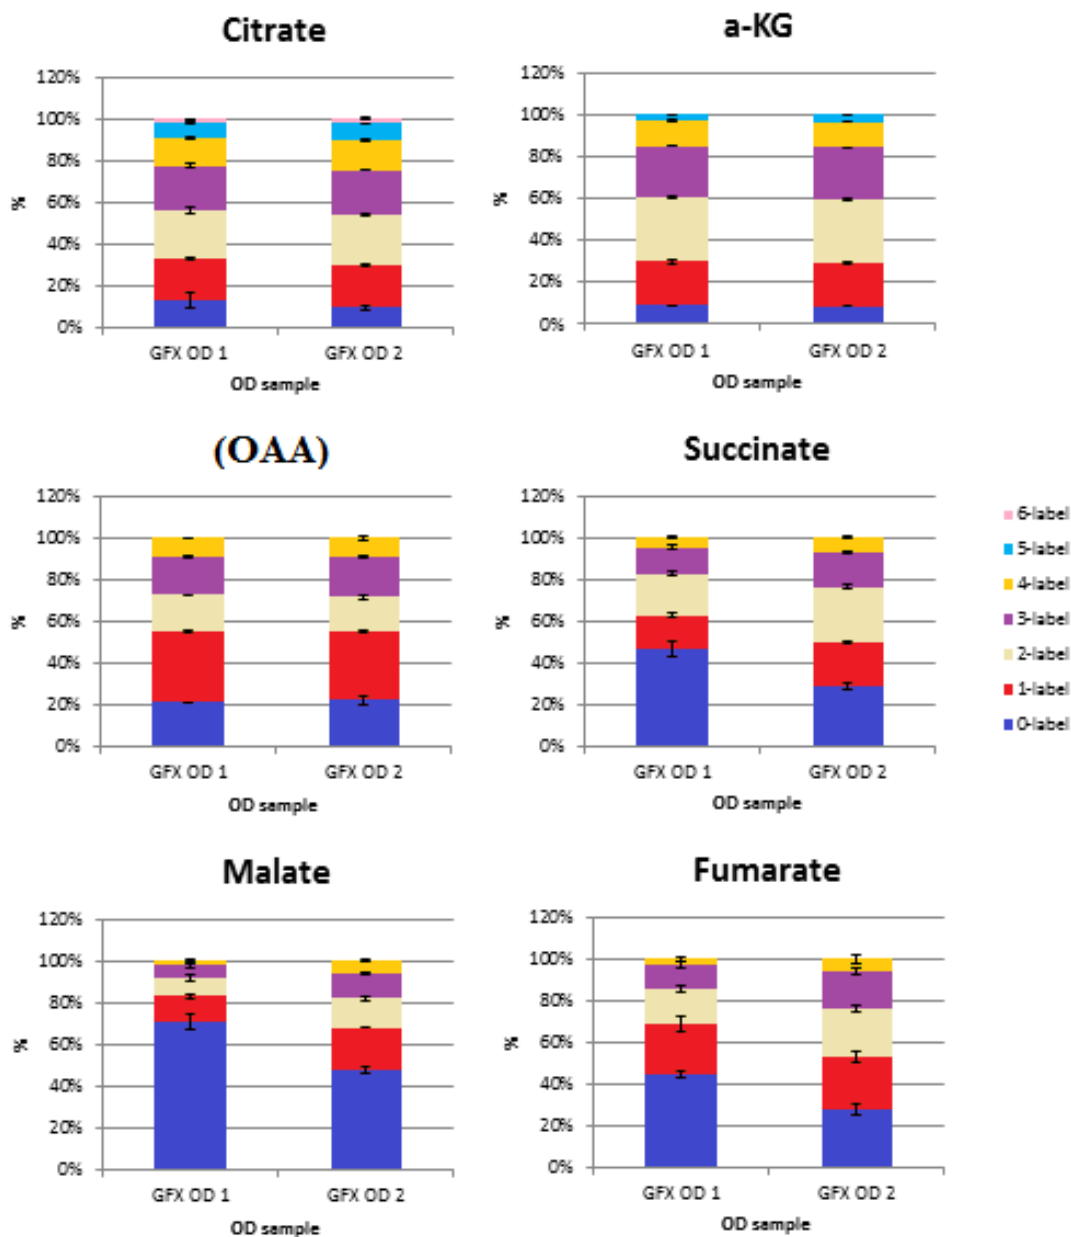 Citrate
120%
100%
80%
60%
40%
20%
0%
%
GFX OD 1 GFX OD 2
OD sample
a-KG
120%
100%
80%
60%
40%
20%
0%
%
GFX OD 1 GFX OD 2
OD sample
(OAA)
120%
100%
80%
60%
40%
20%
0%
%
GFX OD 1 GFX OD 2
OD sample
Succinate
120%
100%
80%
60%
40%
20%
0%
%
GFX OD 1 GFX OD 2
OD sample
6-label
5-label
4-label
3-label
2-label
1-label
0-label
Malate
120%
100%
80%
60%
40%
20%
0%
%
GFX OD 1 GFX OD 2
OD sample
Fumarate
120%
100%
80%
60%
40%
20%
0%
%
GFX OD 1 GFX OD 2
OD sample